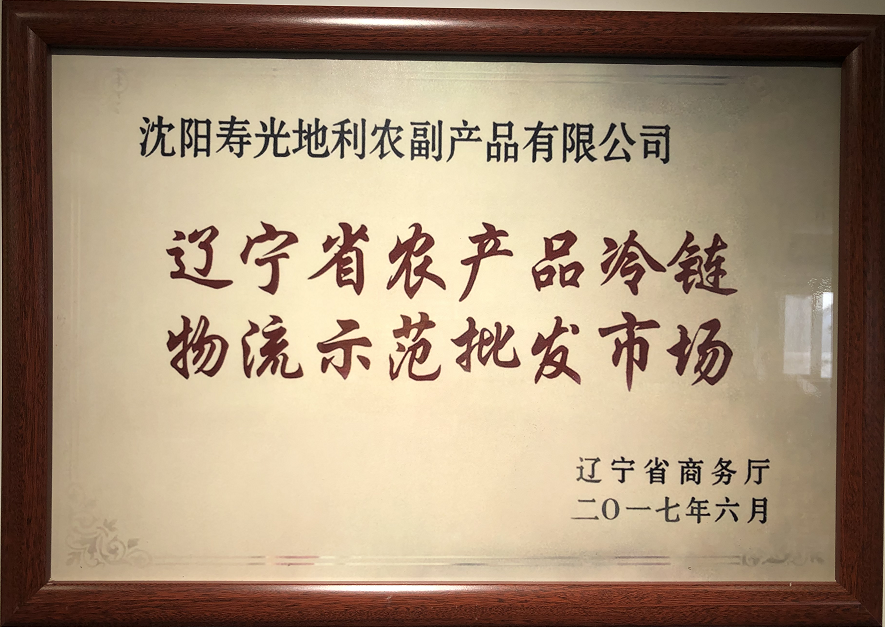 沈阳寿光地利农副产品有限公司
辽宁省农产品冷链
物流示范批发市场
辽宁省商务厅
二〇一七年六月